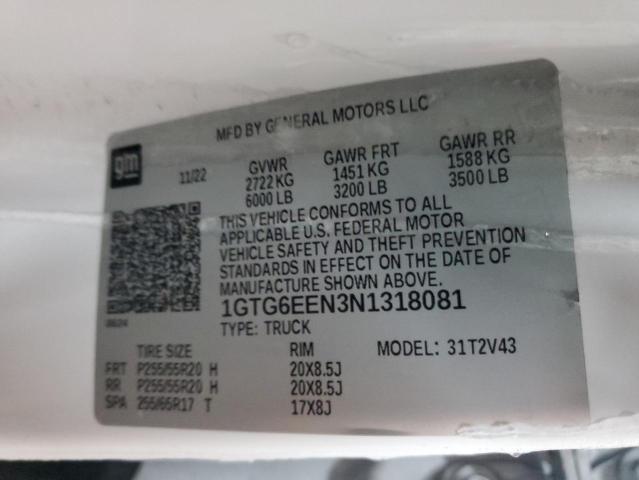 MFD BY GENERAL MOTORS LLC
gm
11/22 GVWR GAWR FRT GAWR RR
2722 KG 1451 KG 1588 KG
6000 LB 3200 LB 3500 LB
THIS VEHICLE CONFORMS TO ALL
APPLICABLE U.S. FEDERAL MOTOR
VEHICLE SAFETY AND THEFT PREVENTION
STANDARDS IN EFFECT ON THE DATE OF
MANUFACTURE SHOWN ABOVE.
1GTG6EEN3N1318081
TYPE: TRUCK
TIRE SIZE RIM MODEL: 31T2V43
FRT P255/55R20 H 20X8.5J
RR P255/55R20 H 20X8.5J
SPA 255/65R17 T 17X8J